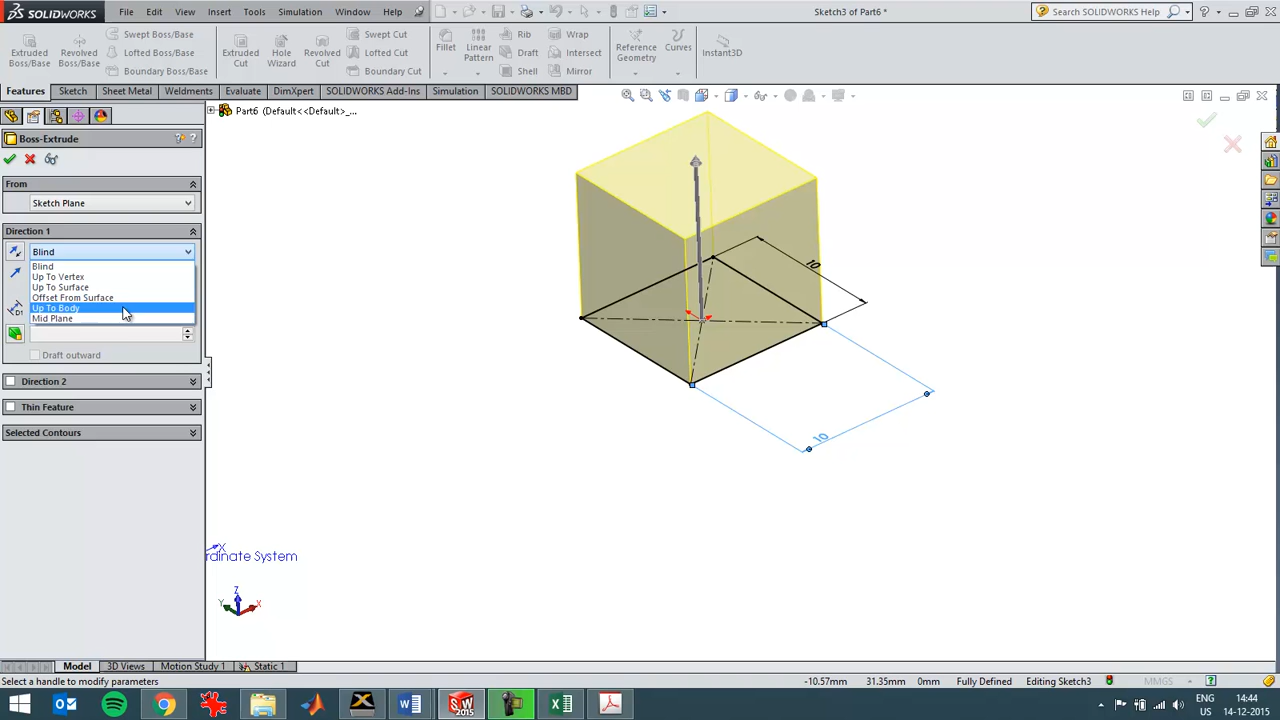 SOLIDWORKS File Edit View Insert Tools Simulation Window Help Sketch3 of Part6 * Search SOLIDWORKS Help
Extruded Boss/Base Revolved Boss/Base Swept Boss/Base Lofted Boss/Base Boundary Boss/Base Extruded Cut Hole Wizard Revolved Cut Swept Cut Lofted Cut Boundary Cut Fillet Linear Pattern Rib Draft Shell Wrap Intersect Mirror Reference Geometry Curves Instant3D
Features Sketch Sheet Metal Weldments Evaluate DimXpert SOLIDWORKS Add-Ins Simulation SOLIDWORKS MBD
Part6 (Default<<Default>_...
Boss-Extrude
From
Sketch Plane
Direction 1
Blind
Blind
Up To Vertex
Up To Surface
Offset From Surface
Up To Body
Mid Plane
Draft outward
Direction 2
Thin Feature
Selected Contours
10
10
X
rdinate System
Z
Y X
Model 3D Views Motion Study 1 Static 1
Select a handle to modify parameters -10.57mm 31.35mm 0mm Fully Defined Editing Sketch3 MMGS
SW 2015
ENG 14:44
US 14-12-2015